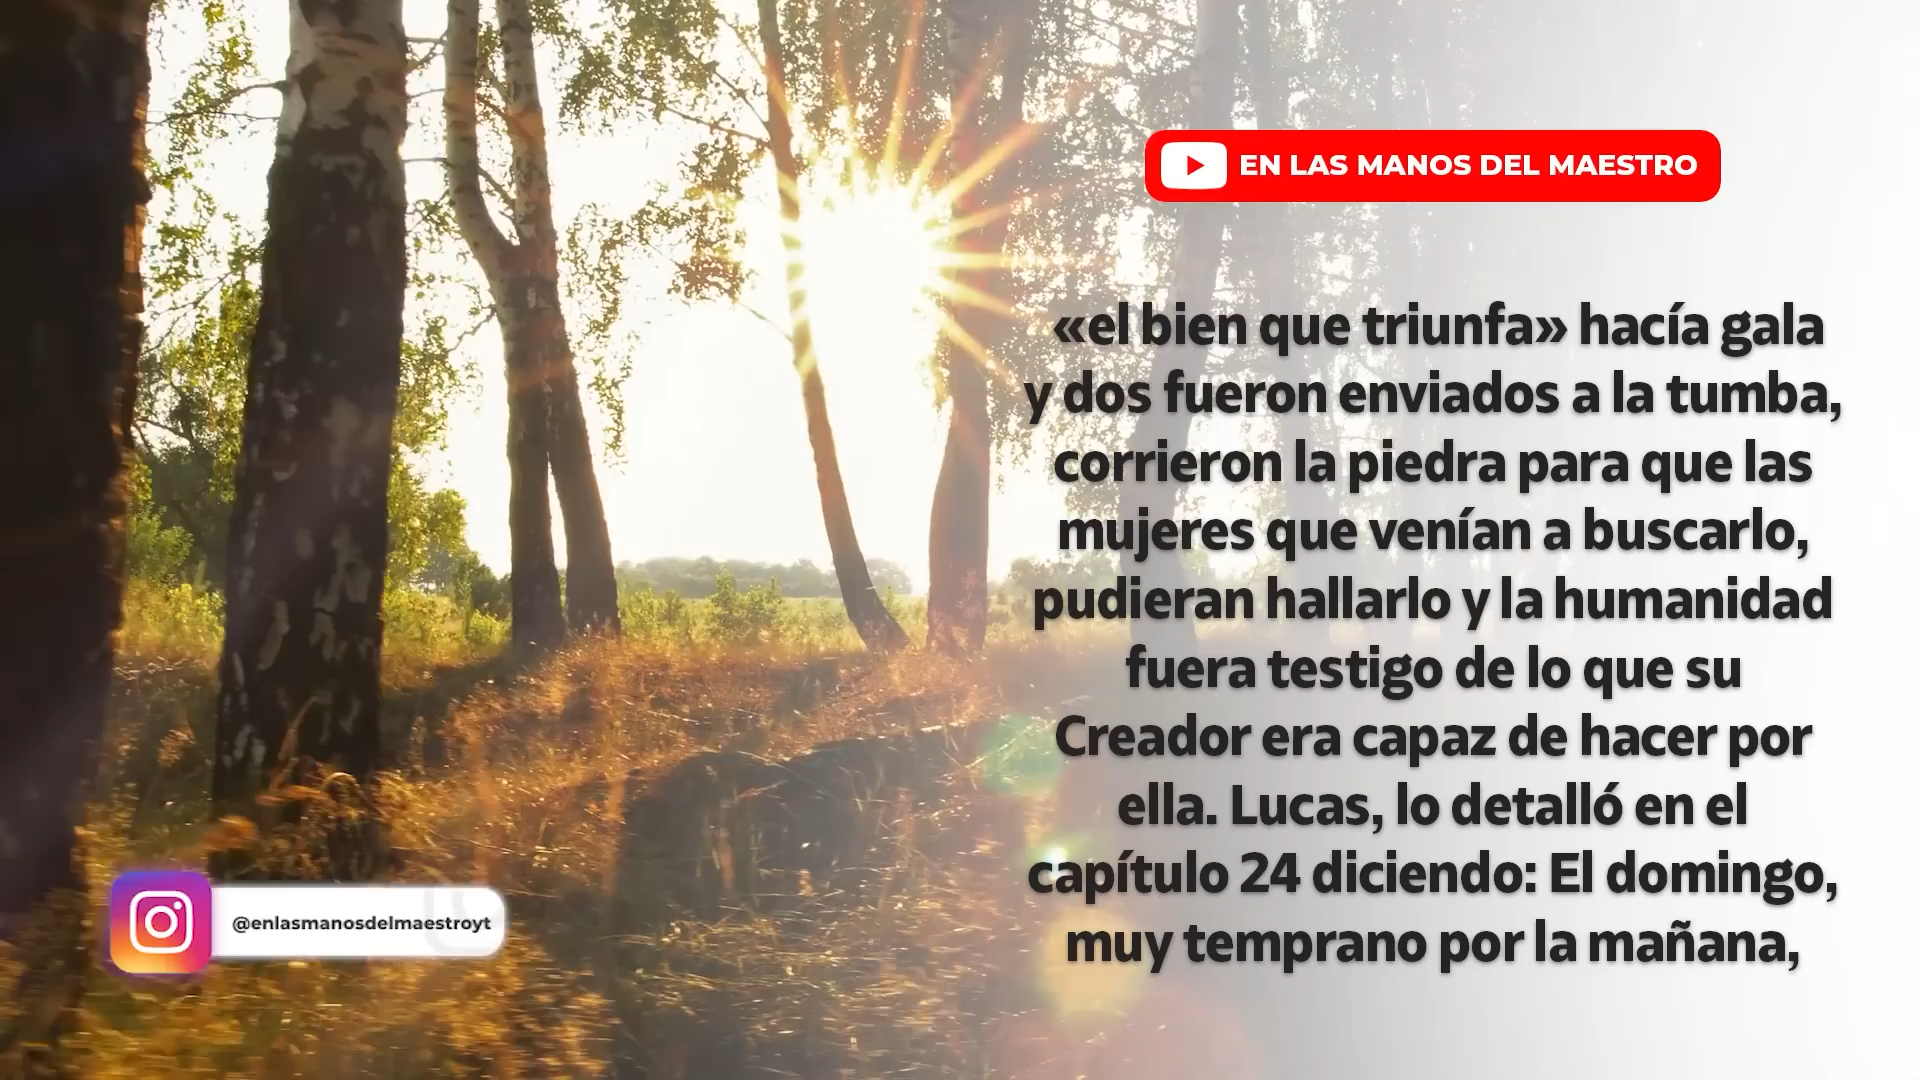 EN LAS MANOS DEL MAESTRO
«el bien que triunfa» hacía gala
y dos fueron enviados a la tumba,
corrieron la piedra para que las
mujeres que venían a buscarlo,
pudieran hallarlo y la humanidad
fuera testigo de lo que su
Creador era capaz de hacer por
ella. Lucas, lo detalló en el
capítulo 24 diciendo: El domingo,
muy temprano por la mañana,
@enlasmanosdelmaestroyt